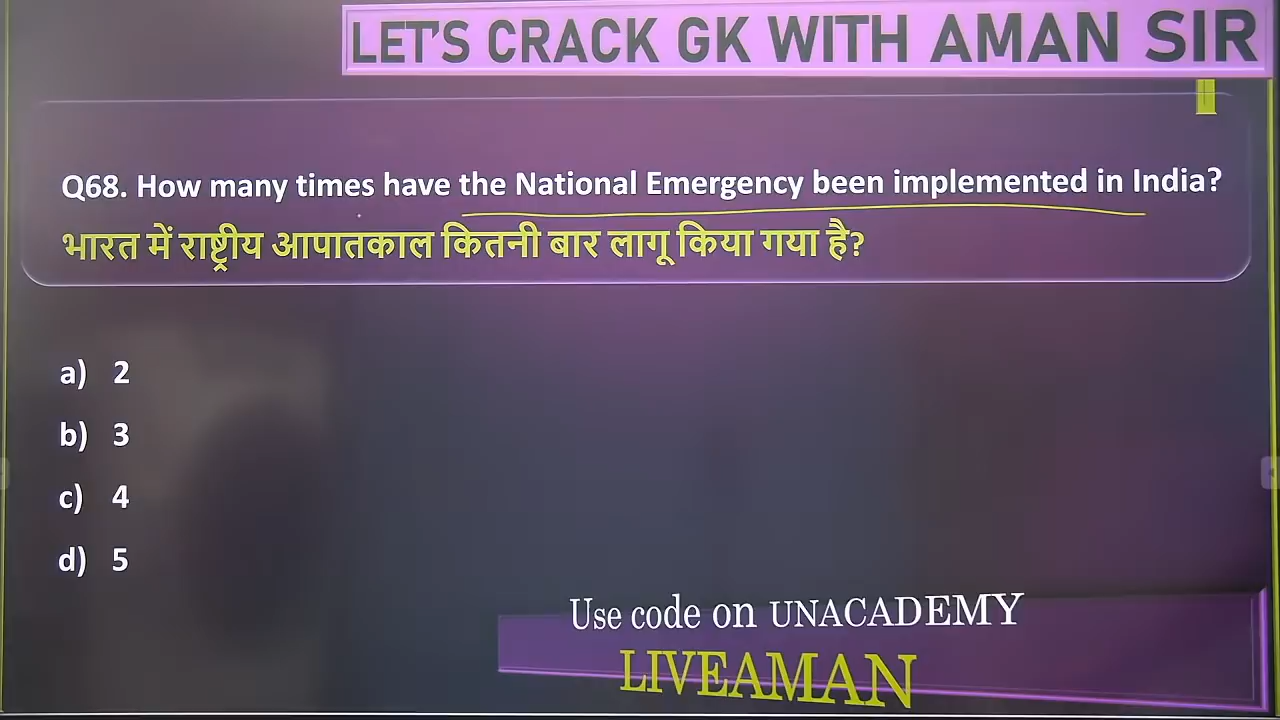 LET'S CRACK GK WITH AMAN SIR
Q68. How many times have the National Emergency been implemented in India?
भारत में राष्ट्रीय आपातकाल कितनी बार लागू किया गया है?
a) 2
b) 3
c) 4
d) 5
Use code on UNACADEMY
LIVEAMAN